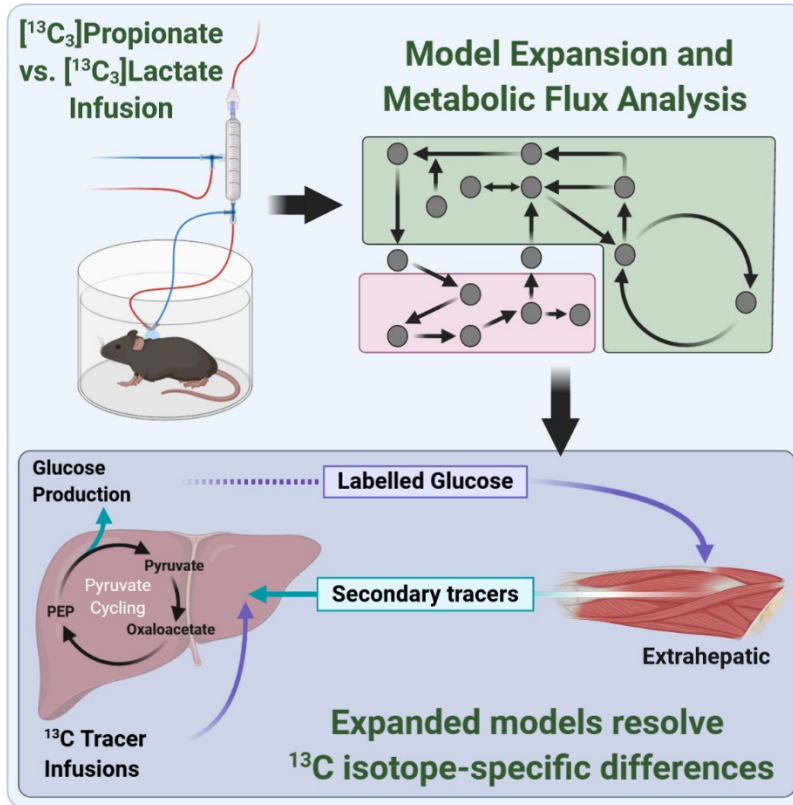 [¹³C₃]Propionate
vs. [¹³C₃]Lactate
Infusion
Model Expansion and
Metabolic Flux Analysis
Glucose
Production
Labelled Glucose
Pyruvate
Pyruvate
Cycling
PEP
Oxaloacetate
Secondary tracers
Extrahepatic
¹³C Tracer
Infusions
Expanded models resolve
¹³C isotope-specific differences